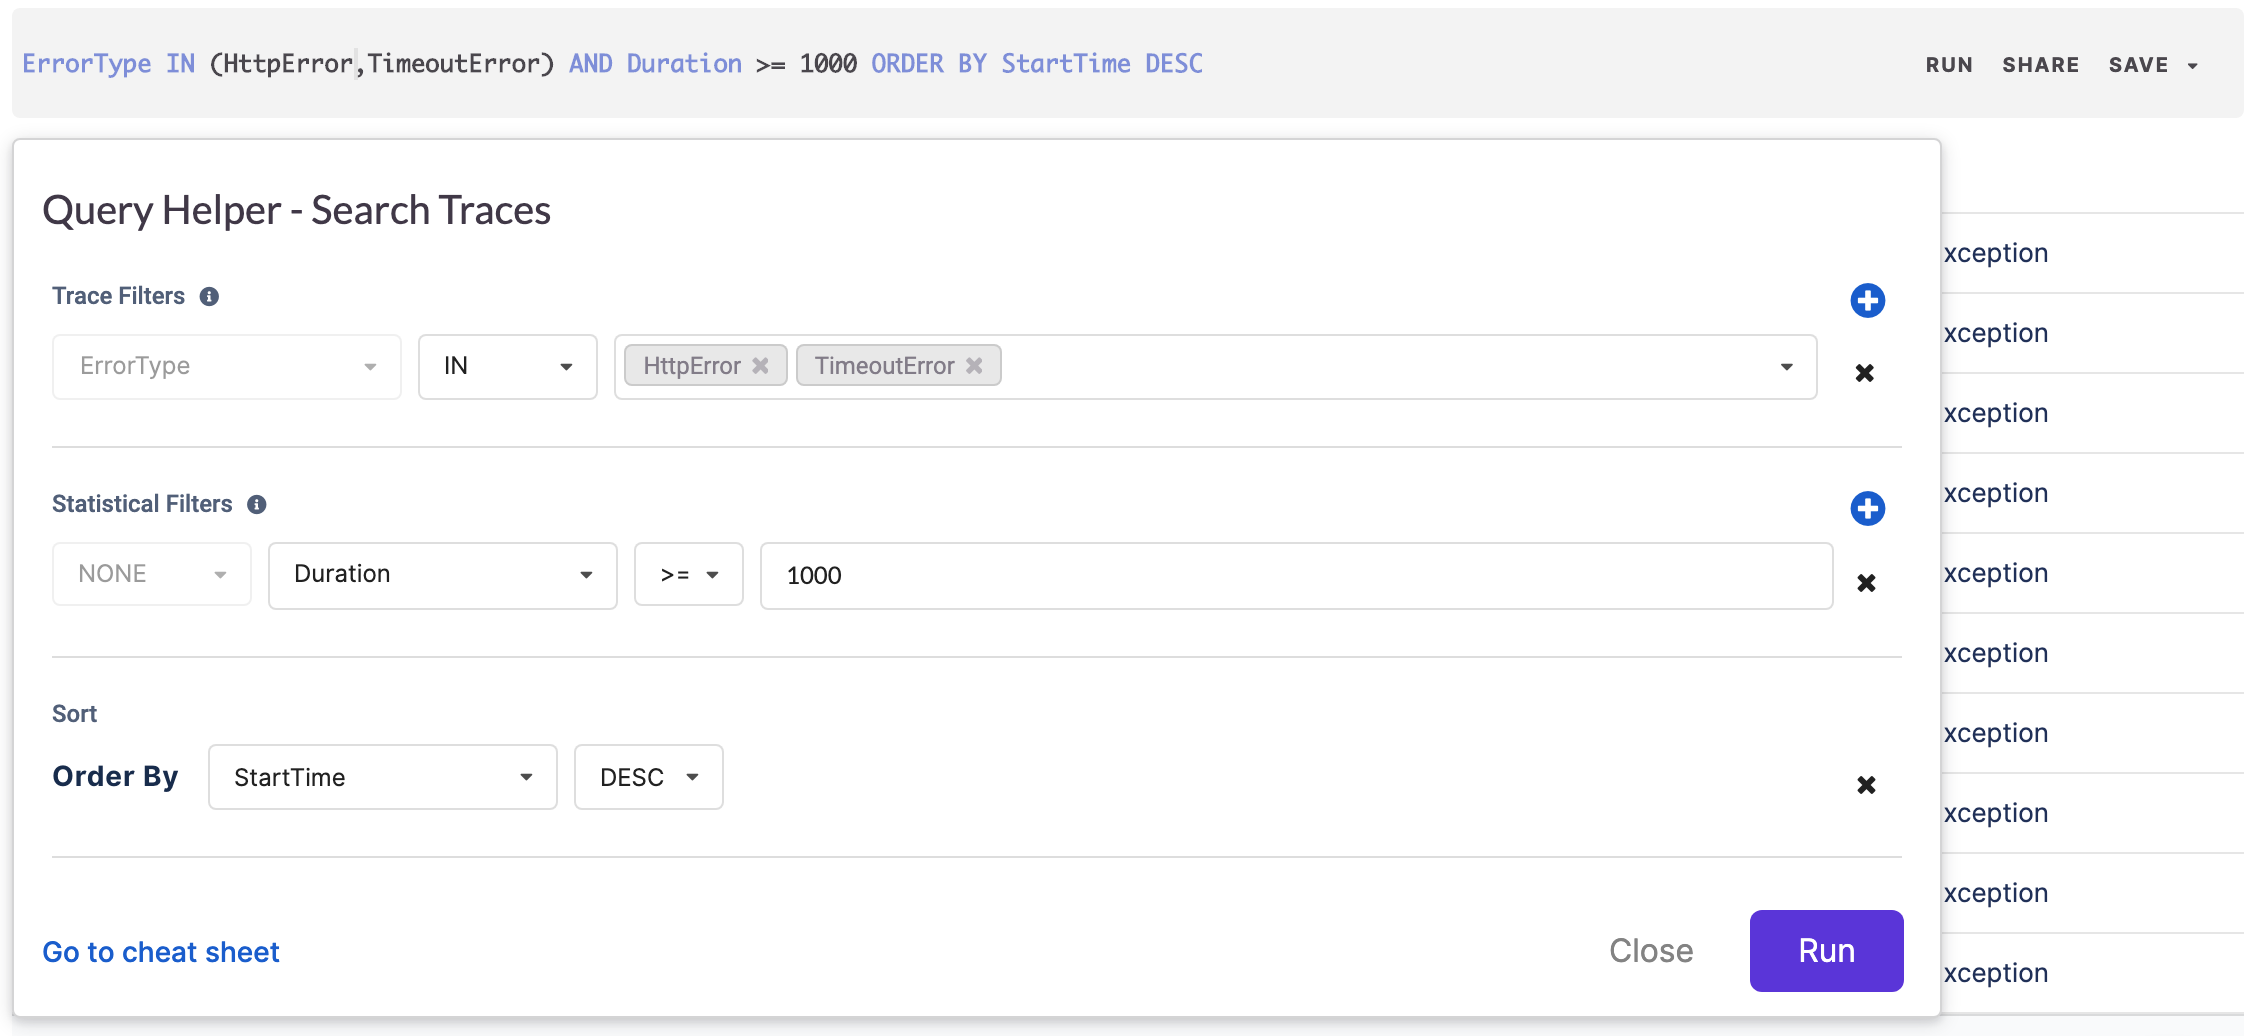 ErrorType IN (HttpError,TimeoutError) AND Duration >= 1000 ORDER BY StartTime DESC
RUN SHARE SAVE
Query Helper - Search Traces
Trace Filters
ErrorType IN HttpError TimeoutError
Statistical Filters
NONE Duration >= 1000
Sort
Order By StartTime DESC
Go to cheat sheet
Close Run
xception
xception
xception
xception
xception
xception
xception
xception
xception
xception